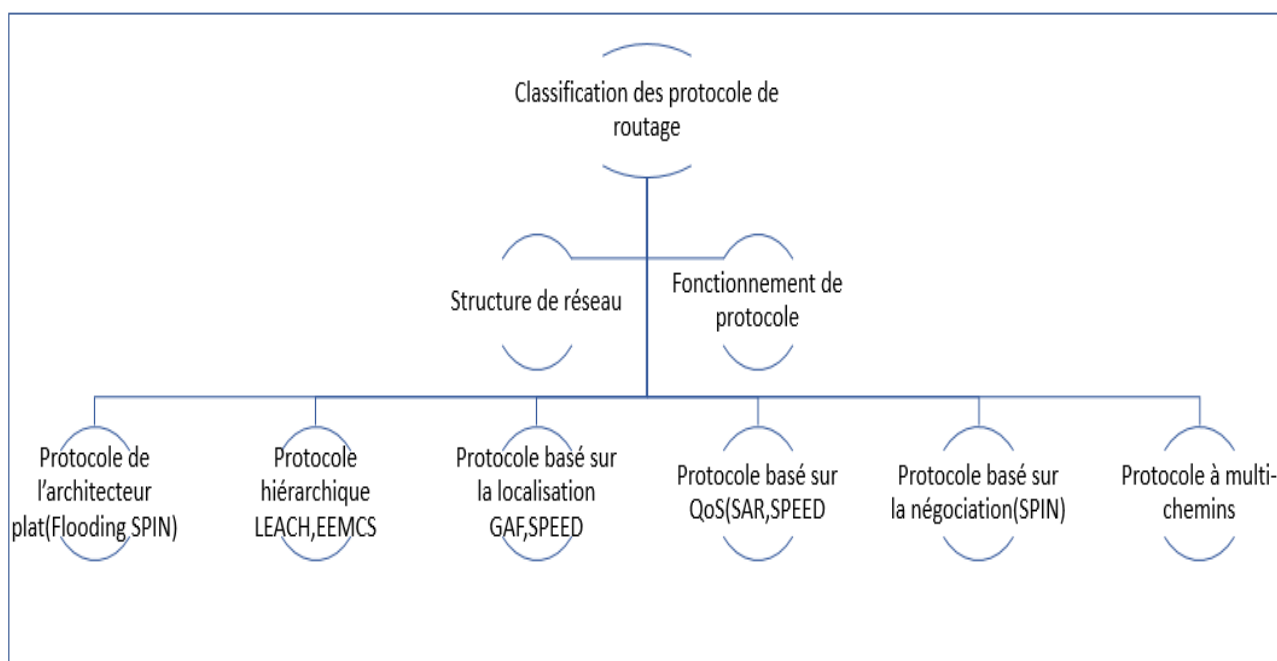 Classification des protocole de
routage
Structure de réseau
Fonctionnement de
protocole
Protocole de
l’architecteur
plat(Flooding SPIN)
Protocole
hiérarchique
LEACH,EEMCS
Protocole basé sur
la localisation
GAF,SPEED
Protocole basé sur
QoS(SAR,SPEED
Protocole basé sur
la négociation(SPIN)
Protocole à multi-
chemins